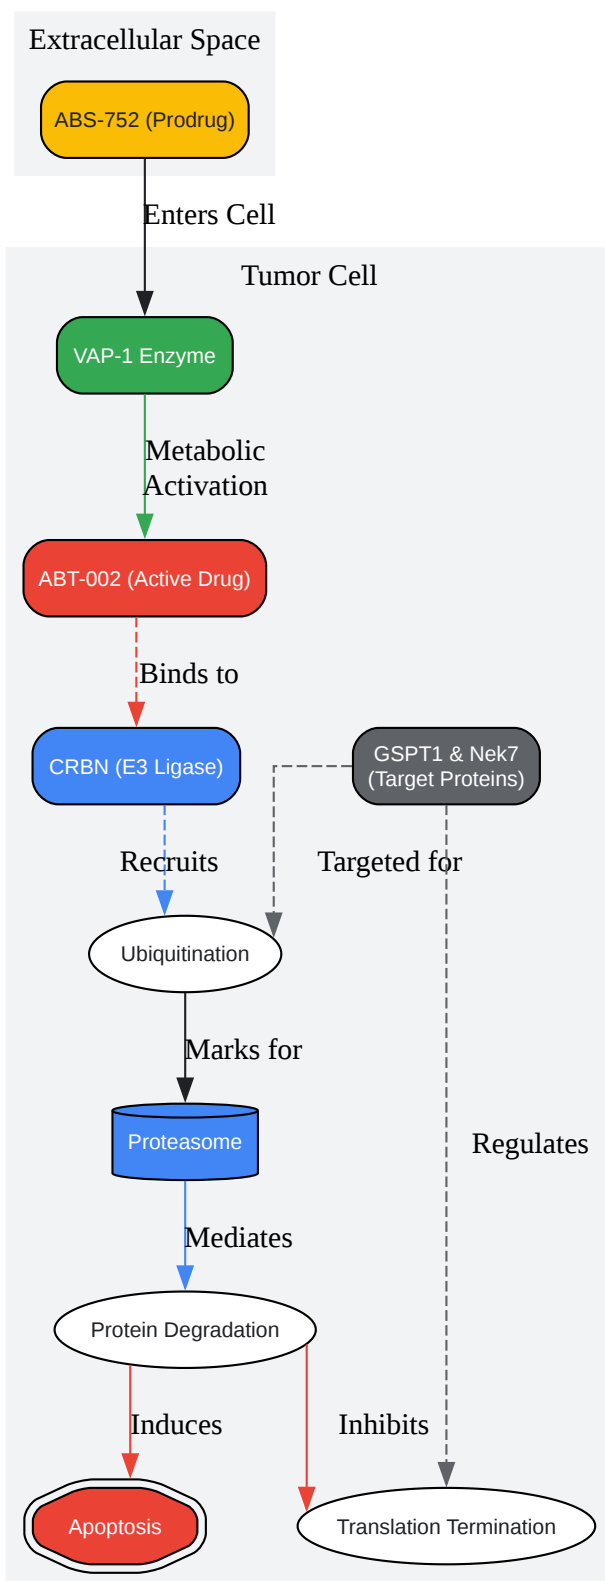 Extracellular Space
ABS-752 (Prodrug)
Enters Cell
Tumor Cell
VAP-1 Enzyme
Metabolic
Activation
ABT-002 (Active Drug)
Binds to
CRBN (E3 Ligase)
GSPT1 & Nek7
(Target Proteins)
Recruits
Targeted for
Ubiquitination
Marks for
Proteasome
Regulates
Mediates
Protein Degradation
Induces
Inhibits
Apoptosis
Translation Termination